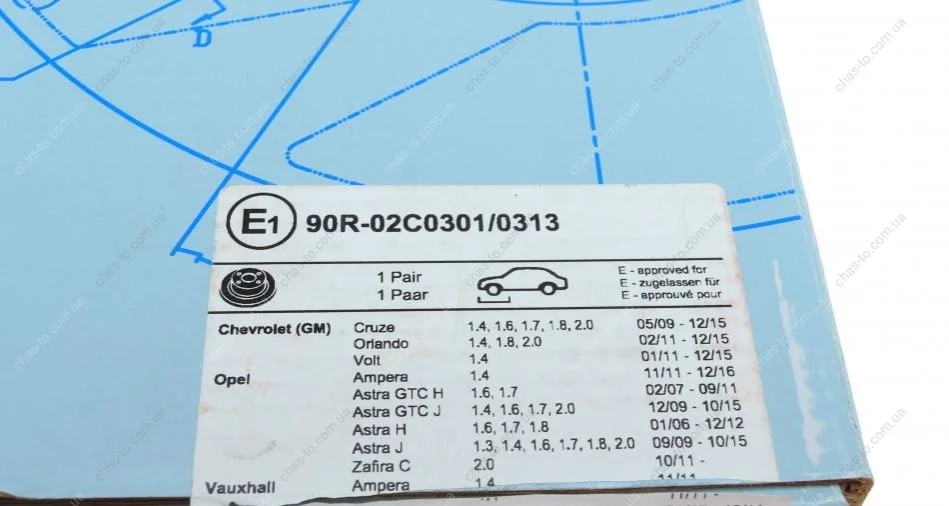 D
E1 90R-02C0301/0313
1 Pair
1 Paar
E - approved for
E - zugelassen für
E - approuvé pour
Chevrolet (GM) Cruze 1.4, 1.6, 1.7, 1.8, 2.0 05/09 - 12/15
Orlando 1.4, 1.8, 2.0 02/11 - 12/15
Volt 1.4 01/11 - 12/15
Opel Ampera 1.4 11/11 - 12/16
Astra GTC H 1.6, 1.7 02/07 - 09/11
Astra GTC J 1.4, 1.6, 1.7, 2.0 12/09 - 10/15
Astra H 1.6, 1.7, 1.8 01/06 - 12/12
Astra J 1.3, 1.4, 1.6, 1.7, 1.8, 2.0 09/09 - 10/15
Zafira C 2.0 10/11 -
Vauxhall Ampera 1.4
chas-to.com.ua